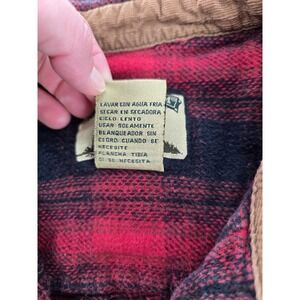 LAVAR CON AGUA FRIA
SECAR EN SECADORA
CICLO LENTO
USAR SOLAMENTE
BLANQUEADOR SIN
CLORO CUANDO SE
NECESITE
PLANCHA TIBIA
SI SE NECESITA